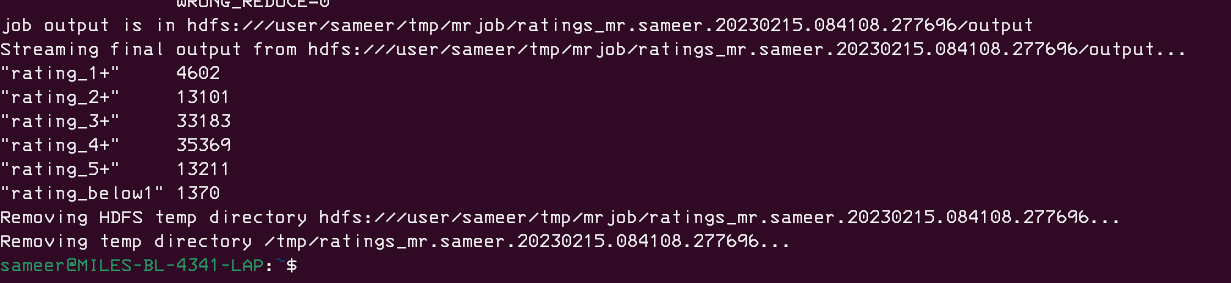 WRONG_REDUCE=0
job output is in hdfs:///user/sameer/tmp/mrjob/ratings_mr.sameer.20230215.084108.277696/output
Streaming final output from hdfs:///user/sameer/tmp/mrjob/ratings_mr.sameer.20230215.084108.277696/output...
"rating_1+" 4602
"rating_2+" 13101
"rating_3+" 33183
"rating_4+" 35369
"rating_5+" 13211
"rating_below1" 1370
Removing HDFS temp directory hdfs:///user/sameer/tmp/mrjob/ratings_mr.sameer.20230215.084108.277696...
Removing temp directory /tmp/ratings_mr.sameer.20230215.084108.277696...
sameer@MILES-BL-4341-LAP:~$